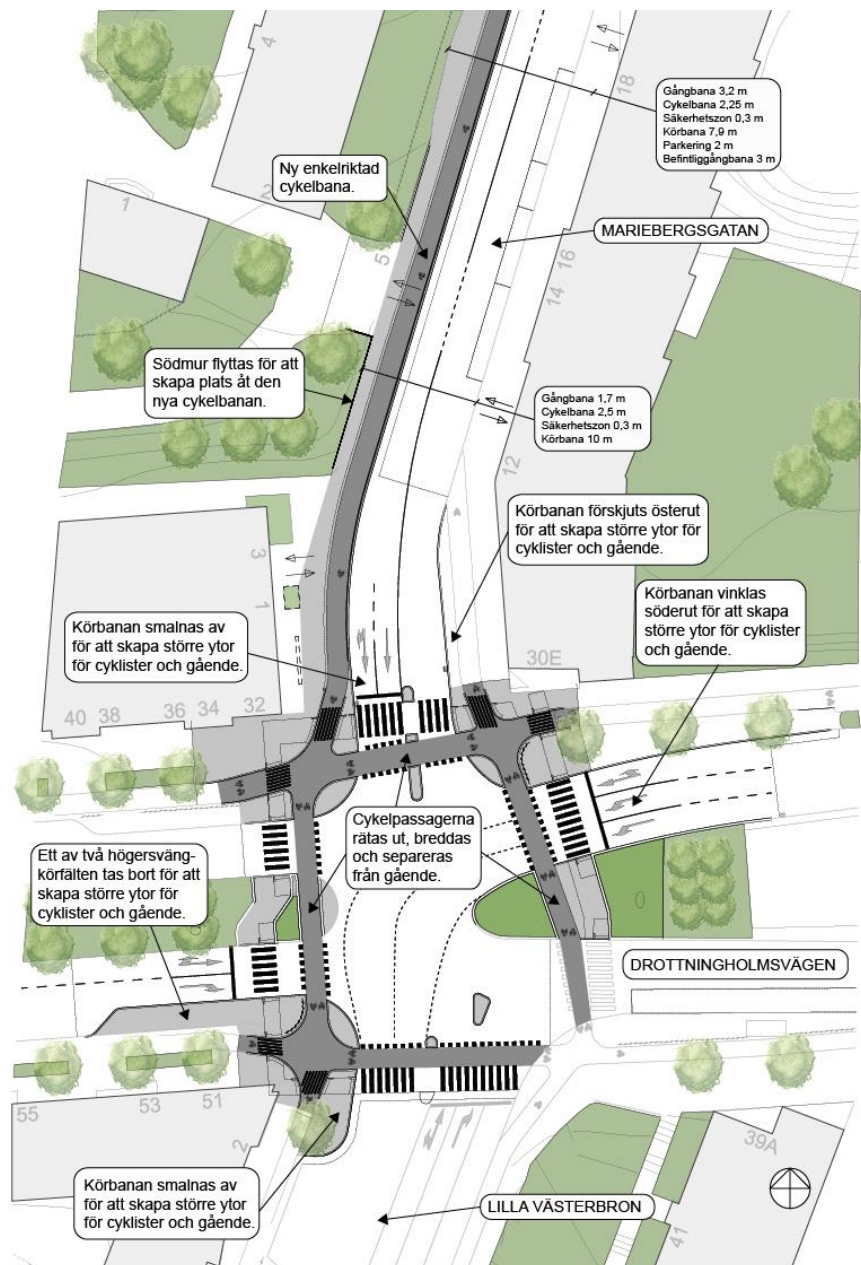 4
18
Gångbana 3,2 m
Cykelbana 2,25 m
Säkerhetszon 0,3 m
Körbana 7,9 m
Parkering 2 m
Befintliggångbana 3 m
Ny enkelriktad
cykelbana.
2
1
MARIEBERGSGATAN
5
16
14
Södmur flyttas för att
skapa plats åt den
nya cykelbanan.
Gångbana 1,7 m
Cykelbana 2,5 m
Säkerhetszon 0,3 m
Körbana 10 m
12
Körbanan förskjuts österut
för att skapa större ytor för
cyklister och gående.
3
1
Körbanan vinklas
söderut för att skapa
större ytor för cyklister
och gående.
Körbanan smalnas av
för att skapa större ytor
för cyklister och gående.
30E
40 38 36 34 32
Cykelpassagerna
rätas ut, breddas
och separeras
från gående.
Ett av två högersväng-
körfälten tas bort för att
skapa större ytor för
cyklister och gående.
DROTTNINGHOLMSVÄGEN
55 53 51
2
39A
41
Körbanan smalnas av
för att skapa större ytor
för cyklister och gående.
LILLA VÄSTERBRON